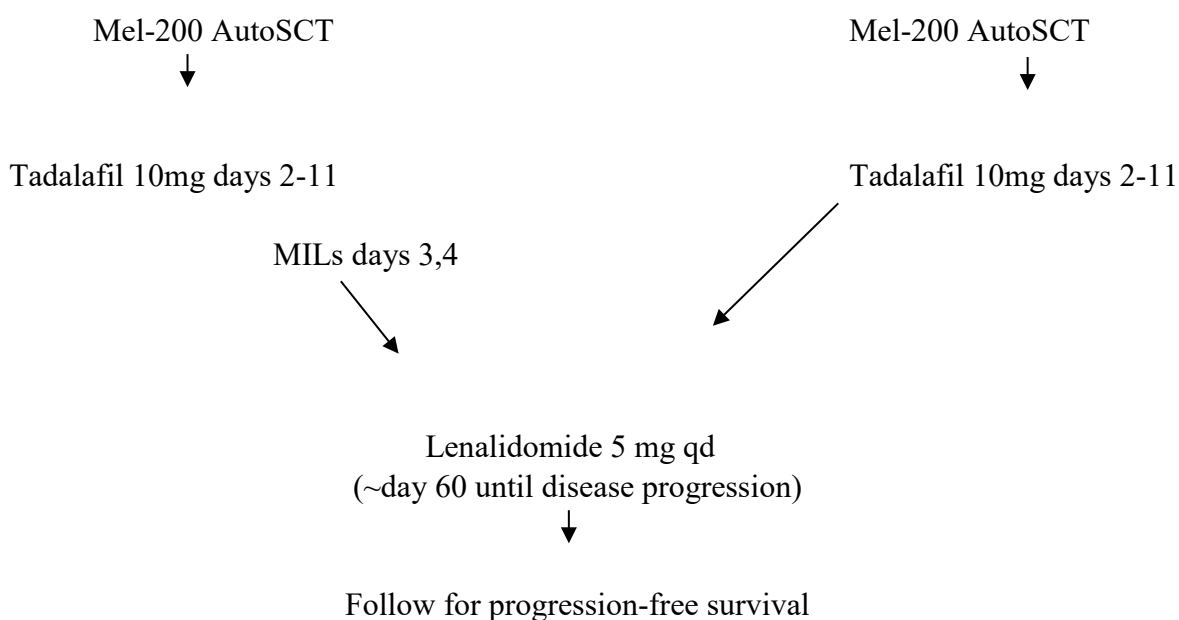 Mel-200 AutoSCT
Mel-200 AutoSCT
Tadalafil 10mg days 2-11
Tadalafil 10mg days 2-11
MILs days 3,4
Lenalidomide 5 mg qd
(~day 60 until disease progression)
Follow for progression-free survival